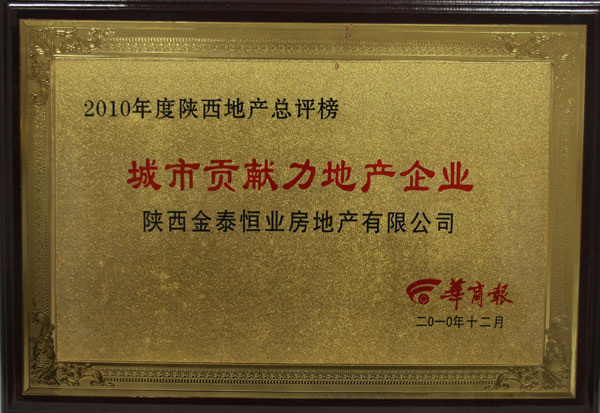 2010年度陕西地产总评榜
城市贡献力地产企业
陕西金泰恒业房地产有限公司
華商報
二〇一〇年十二月